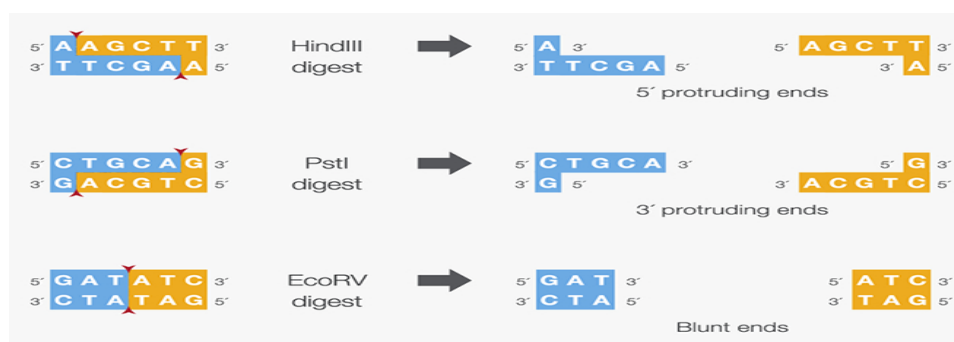 5´ A A G C T T 3´ HindIII 5´ A 3´ 5´ A G C T T 3´
3´ T T C G A A 5´ digest 3´ T T C G A 5´ 3´ A 5´
5´ protruding ends
5´ C T G C A G 3´ PstI 5´ C T G C A 3´ 5´ G 3´
3´ G A C G T C 5´ digest 3´ G 5´ 3´ A C G T C 5´
3´ protruding ends
5´ G A T A T C 3´ EcoRV 5´ G A T 3´ 5´ A T C 3´
3´ C T A T A G 5´ digest 3´ C T A 5´ 3´ T A G 5´
Blunt ends